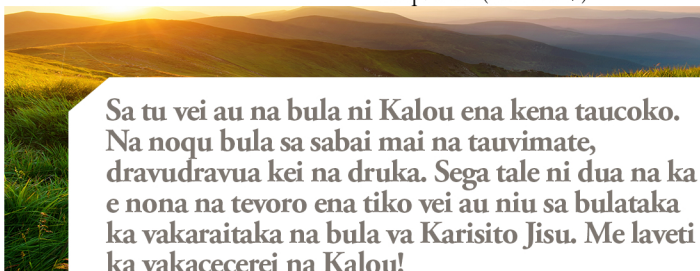 Sa tu vei au na bula ni Kalou ena kena taucoko.
Na noqu bula sa sabai mai na tauvimate,
dravudravua kei na druka. Sega tale ni dua na ka
e nona na tevoro ena tiko vei au niu sa bulataka
ka vakaraitaka na bula va Karisito Jisu. Me laveti
ka vakacecerei na Kalou!